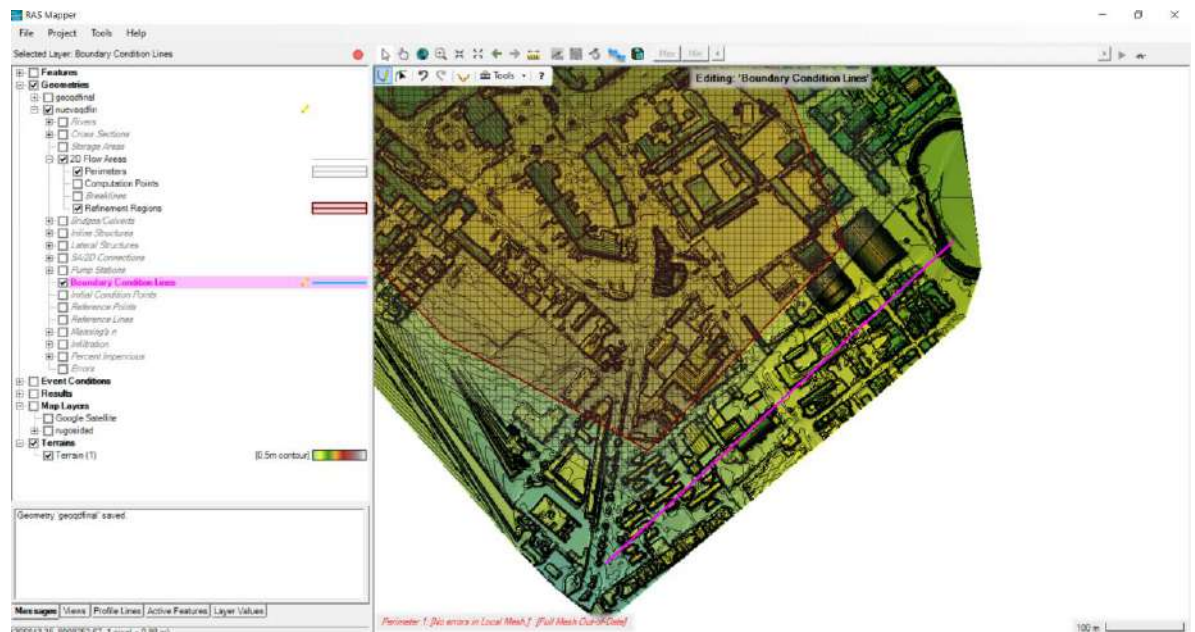 RAS Mapper
File Project Tools Help
Selected Layer: Boundary Condition Lines
Tools ?
Editing: 'Boundary Condition Lines'
Features
Geometries
geoqdfinal
Rivers
Cross Sections
Storage Areas
2D Flow Areas
Perimeters
Computation Points
Breaklines
Refinement Regions
Bridges/Culverts
Inline Structures
Lateral Structures
SA/2D Connections
Pump Stations
Boundary Condition Lines
Initial Condition Points
Reference Points
Reference Lines
Manning's n
Infiltration
Percent Impervious
Errors
Event Conditions
Results
Map Layers
Google Satellite
rugosidad
Terrains
Terrain (1) [0.5m contour]
Geometry 'geoqdfinal' saved.
Messages Views Profile Lines Active Features Layer Values
Perimeter 1: [No errors in Local Mesh,] [Full Mesh Out-of-Date]
100 m